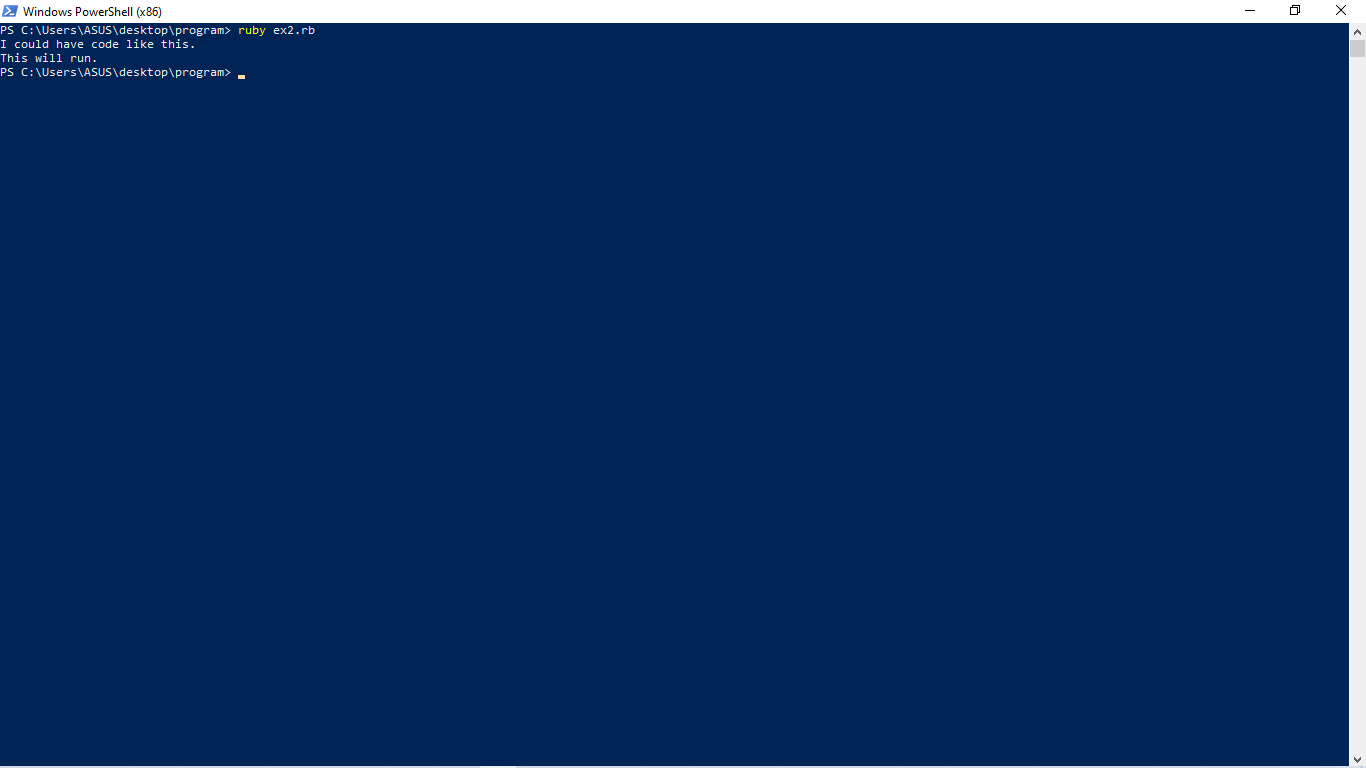 Windows PowerShell (x86)
PS C:\Users\ASUS\desktop\program> ruby ex2.rb
I could have code like this.
This will run.
PS C:\Users\ASUS\desktop\program>